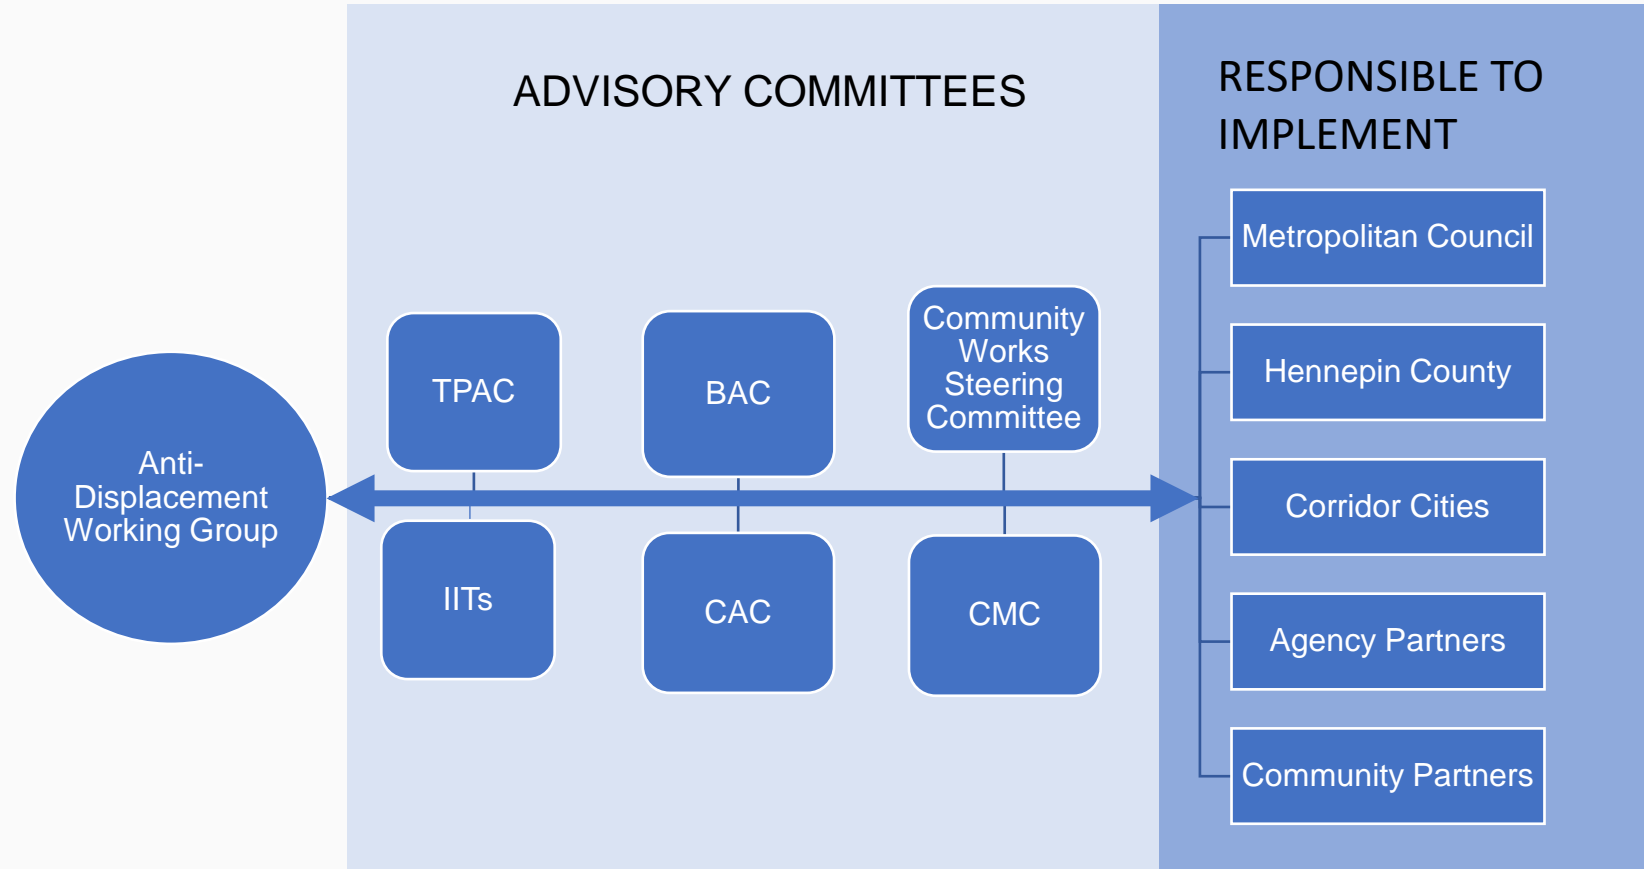 ADVISORY COMMITTEES
RESPONSIBLE TO
IMPLEMENT
Anti-
Displacement
Working Group
TPAC
BAC
Community
Works
Steering
Committee
IITs
CAC
CMC
Metropolitan Council
Hennepin County
Corridor Cities
Agency Partners
Community Partners